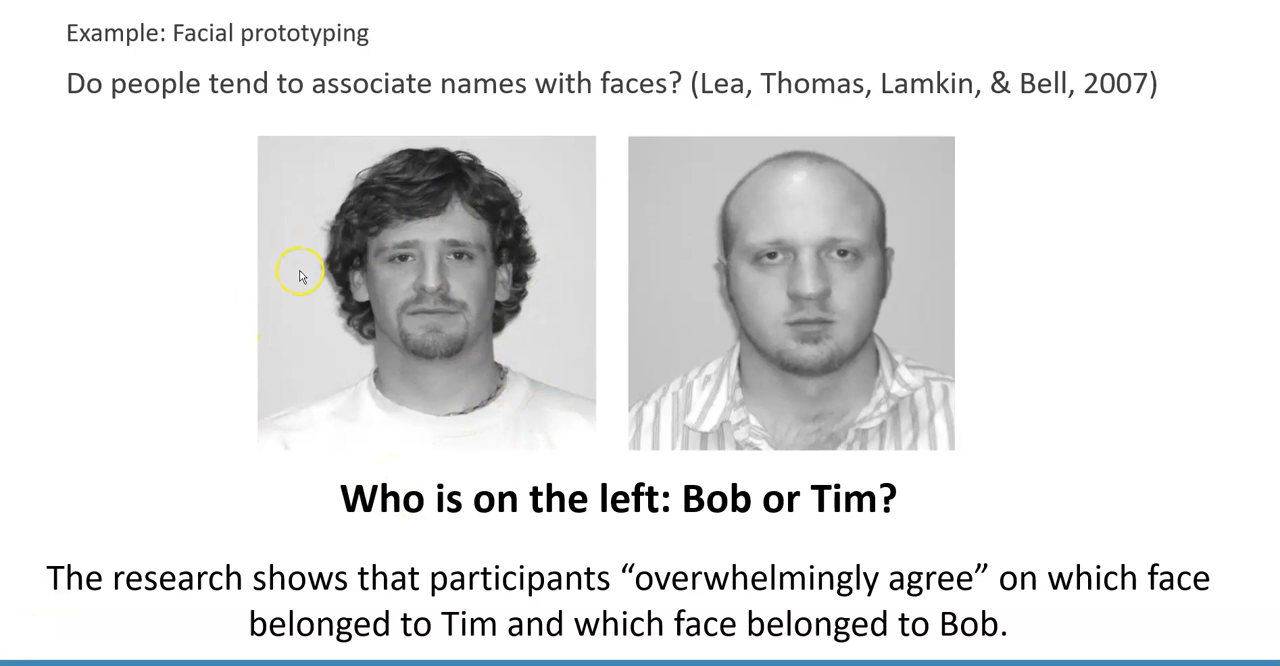 Example: Facial prototyping
Do people tend to associate names with faces? (Lea, Thomas, Lamkin, & Bell, 2007)
Who is on the left: Bob or Tim?
The research shows that participants “overwhelmingly agree” on which face
belonged to Tim and which face belonged to Bob.